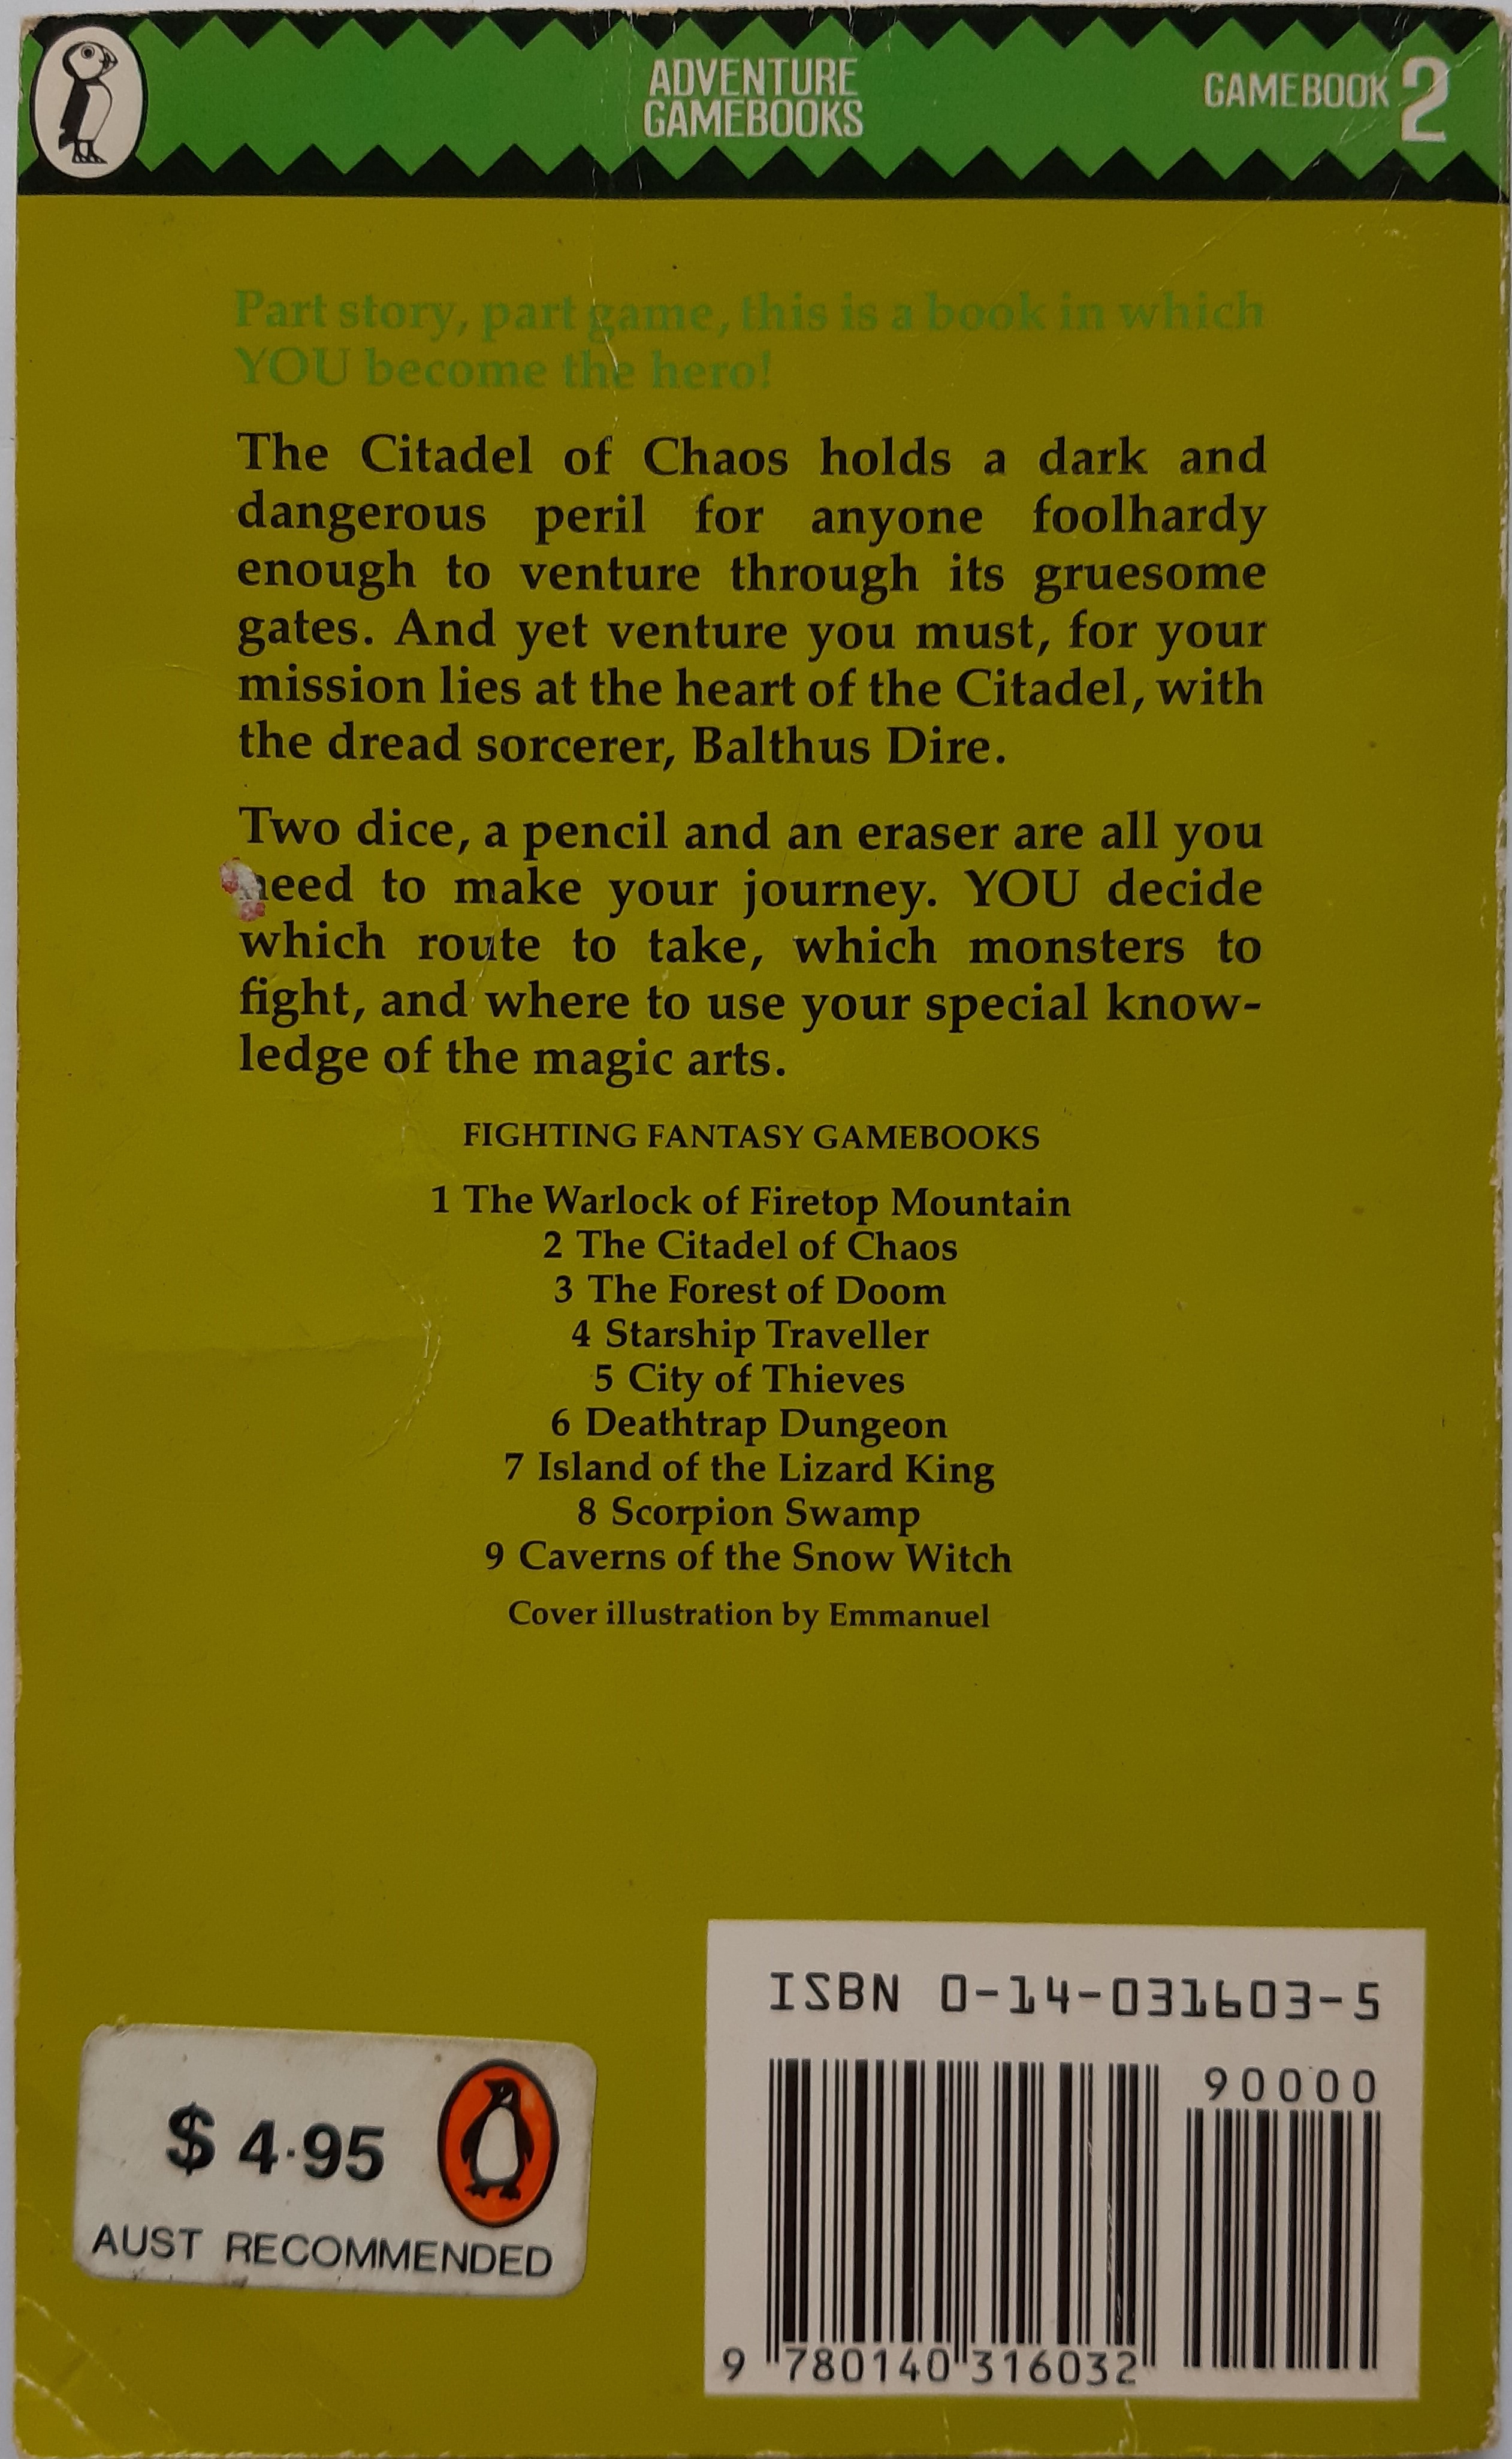 ADVENTURE
GAMEBOOKS
GAMEBOOK 2
Part story, part game, this is a book in which
YOU become the hero!
The Citadel of Chaos holds a dark and
dangerous peril for anyone foolhardy
enough to venture through its gruesome
gates. And yet venture you must, for your
mission lies at the heart of the Citadel, with
the dread sorcerer, Balthus Dire.
Two dice, a pencil and an eraser are all you
need to make your journey. YOU decide
which route to take, which monsters to
fight, and where to use your special know-
ledge of the magic arts.
FIGHTING FANTASY GAMEBOOKS
1 The Warlock of Firetop Mountain
2 The Citadel of Chaos
3 The Forest of Doom
4 Starship Traveller
5 City of Thieves
6 Deathtrap Dungeon
7 Island of the Lizard King
8 Scorpion Swamp
9 Caverns of the Snow Witch
Cover illustration by Emmanuel
$ 4·95
AUST RECOMMENDED
ISBN 0-14-031603-5
90000
9 780140 316032